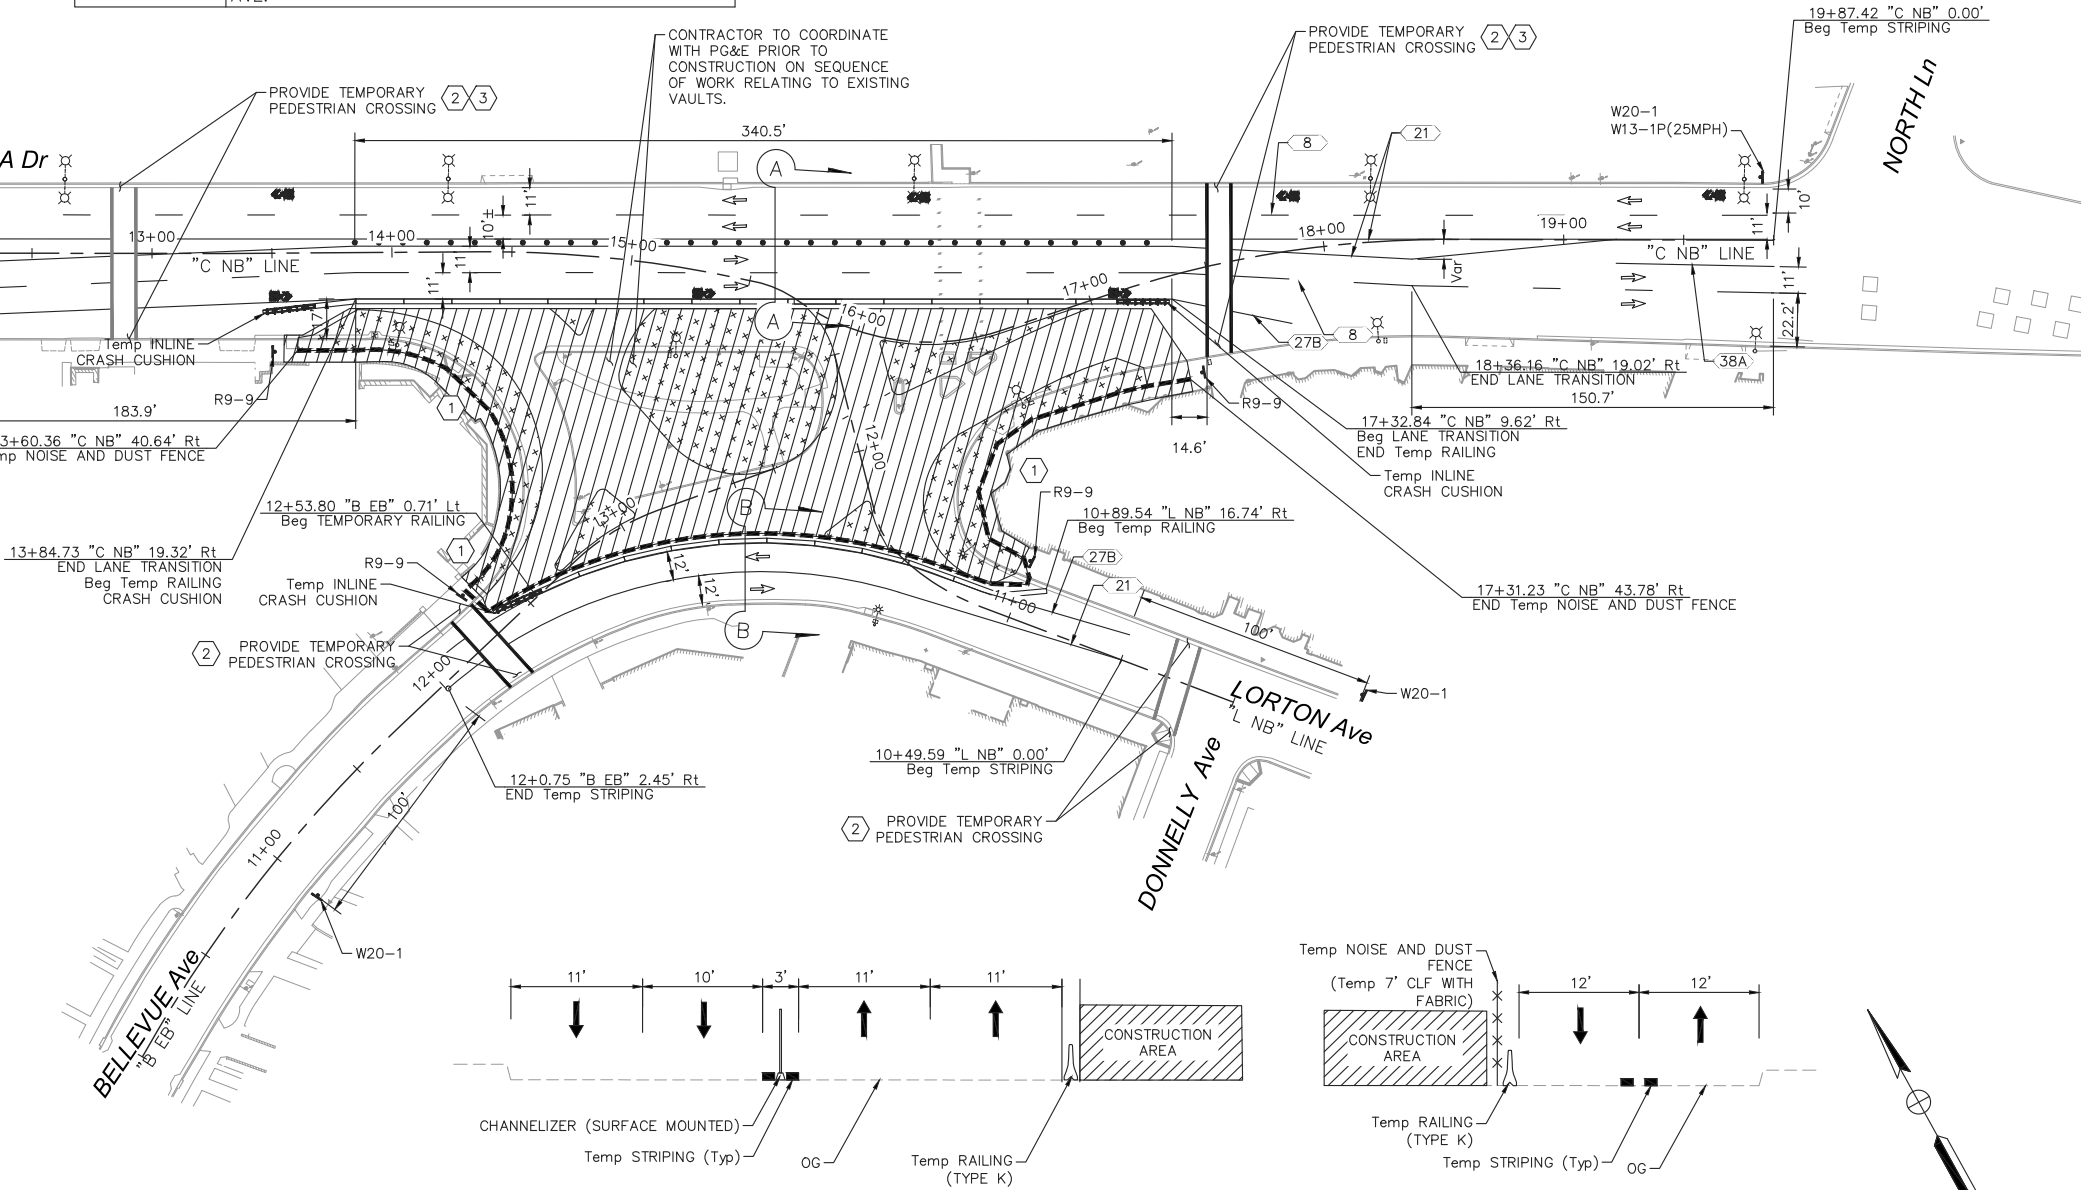 AVE.
CONTRACTOR TO COORDINATE
WITH PG&E PRIOR TO
CONSTRUCTION ON SEQUENCE
OF WORK RELATING TO EXISTING
VAULTS.
PROVIDE TEMPORARY
PEDESTRIAN CROSSING
2 3
19+87.42 "C NB" 0.00'
Beg Temp STRIPING
NORTH Ln
PROVIDE TEMPORARY
PEDESTRIAN CROSSING
2 3
W20-1
W13-1P(25MPH)
340.5'
8
21
A
A Dr
11'
10'±
11'
11'
10'
11'
11'
22.2'
Var
13+00
14+00
15+00
16+00
17+00
18+00
19+00
"C NB" LINE
"C NB" LINE
17'
A
Temp INLINE
CRASH CUSHION
27B
8
38A
18+36.16 "C NB" 19.02' Rt
END LANE TRANSITION
150.7'
R9-9
183.9'
1
R9-9
17+32.84 "C NB" 9.62' Rt
Beg LANE TRANSITION
END Temp RAILING
14.6'
3+60.36 "C NB" 40.64' Rt
mp NOISE AND DUST FENCE
12+00
1
Temp INLINE
CRASH CUSHION
R9-9
12+53.80 "B EB" 0.71' Lt
Beg TEMPORARY RAILING
13+00
B
10+89.54 "L NB" 16.74' Rt
Beg Temp RAILING
13+84.73 "C NB" 19.32' Rt
END LANE TRANSITION
Beg Temp RAILING
CRASH CUSHION
1
R9-9
Temp INLINE
CRASH CUSHION
12'
12'
27B
21
11+00
17+31.23 "C NB" 43.78' Rt
END Temp NOISE AND DUST FENCE
B
100'
2
PROVIDE TEMPORARY
PEDESTRIAN CROSSING
12+00
W20-1
LORTON Ave
"L NB" LINE
10+49.59 "L NB" 0.00'
Beg Temp STRIPING
12+0.75 "B EB" 2.45' Rt
END Temp STRIPING
100'
2
PROVIDE TEMPORARY
PEDESTRIAN CROSSING
DONNELLY Ave
11+00
W20-1
BELLEVUE Ave
"B EB" LINE
11'
10'
3'
11'
11'
CONSTRUCTION
AREA
CHANNELIZER (SURFACE MOUNTED)
Temp STRIPING (Typ)
OG
Temp RAILING
(TYPE K)
Temp NOISE AND DUST
FENCE
(Temp 7' CLF WITH
FABRIC)
12'
12'
CONSTRUCTION
AREA
Temp RAILING
(TYPE K)
Temp STRIPING (Typ)
OG